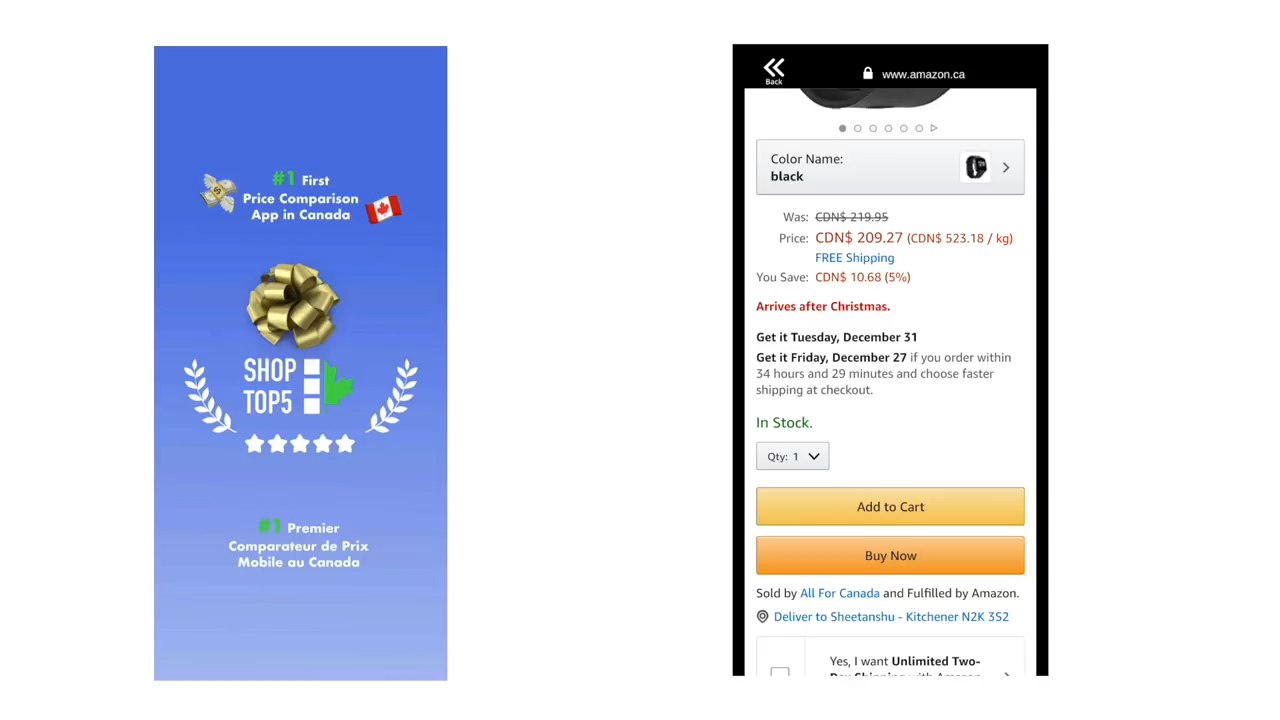 #1 First
Price Comparison
App in Canada
SHOP
TOP5
#1 Premier
Comparateur de Prix
Mobile au Canada
Back
www.amazon.ca
Color Name:
black
Was: CDN$ 219.95
Price: CDN$ 209.27 (CDN$ 523.18 / kg)
FREE Shipping
You Save: CDN$ 10.68 (5%)
Arrives after Christmas.
Get it Tuesday, December 31
Get it Friday, December 27 if you order within
34 hours and 29 minutes and choose faster
shipping at checkout.
In Stock.
Qty: 1
Add to Cart
Buy Now
Sold by All For Canada and Fulfilled by Amazon.
Deliver to Sheetanshu - Kitchener N2K 3S2
Yes, I want Unlimited Two-
Day Shipping with Amazon